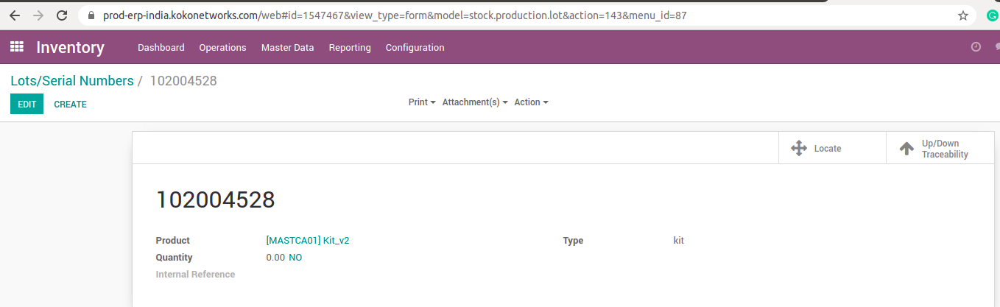 prod-erp-india.kokonetworks.com/web#id=1547467&view_type=form&model=stock.production.lot&action=143&menu_id=87
Inventory Dashboard Operations Master Data Reporting Configuration
Lots/Serial Numbers / 102004528
EDIT CREATE Print Attachment(s) Action
Locate
Up/Down
Traceability
102004528
Product [MASTCA01] Kit_v2 Type kit
Quantity 0.00 NO
Internal Reference